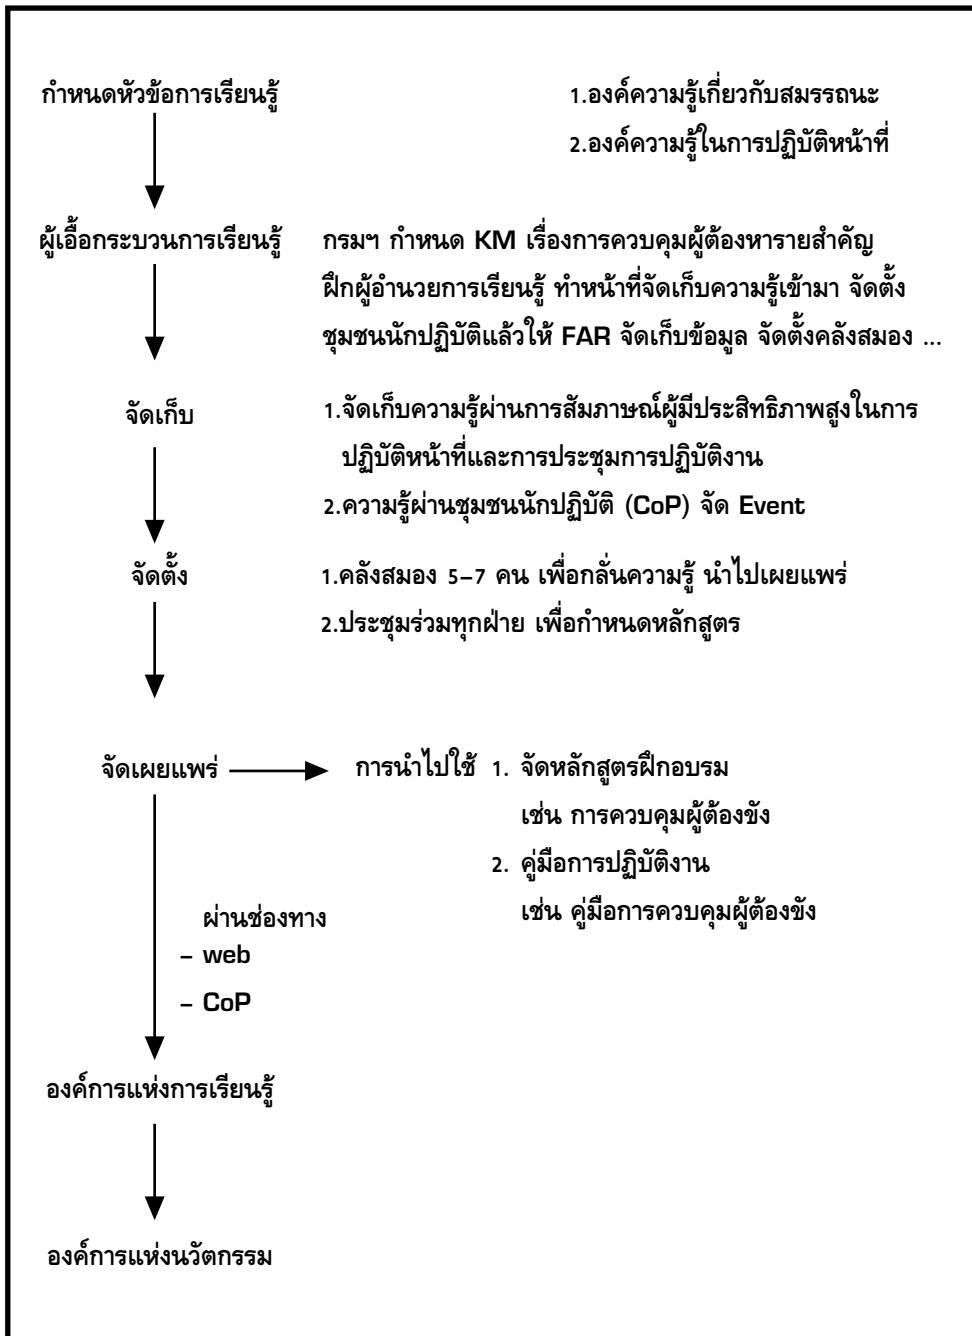 กำหนดหัวข้อการเรียนรู้
1.องค์ความรู้เกี่ยวกับสมรรถนะ
2.องค์ความรู้ในการปฏิบัติหน้าที่
ผู้เอื้อกระบวนการเรียนรู้
กรมฯ กำหนด KM เรื่องการควบคุมผู้ต้องหารายสำคัญ
ฝึกผู้อำนวยการเรียนรู้ ทำหน้าที่จัดเก็บความรู้เข้ามา จัดตั้ง
ชุมชนนักปฏิบัติแล้วให้ FAR จัดเก็บข้อมูล จัดตั้งคลังสมอง ...
จัดเก็บ
1.จัดเก็บความรู้ผ่านการสัมภาษณ์ผู้มีประสิทธิภาพสูงในการ
ปฏิบัติหน้าที่และการประชุมการปฏิบัติงาน
2.ความรู้ผ่านชุมชนนักปฏิบัติ (CoP) จัด Event
จัดตั้ง
1.คลังสมอง 5–7 คน เพื่อกลั่นความรู้ นำไปเผยแพร่
2.ประชุมร่วมทุกฝ่าย เพื่อกำหนดหลักสูตร
จัดเผยแพร่
การนำไปใช้ 1. จัดหลักสูตรฝึกอบรม
เช่น การควบคุมผู้ต้องขัง
2. คู่มือการปฏิบัติงาน
เช่น คู่มือการควบคุมผู้ต้องขัง
ผ่านช่องทาง
– web
– CoP
องค์การแห่งการเรียนรู้
องค์การแห่งนวัตกรรม